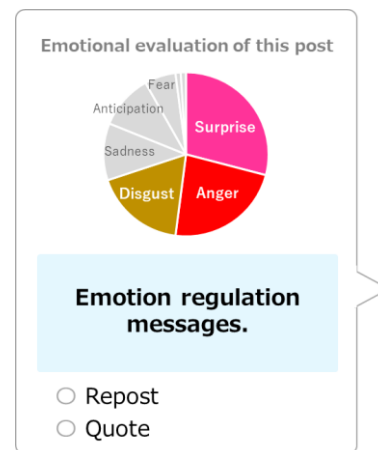 Emotional evaluation of this post
Fear
Anticipation
Surprise
Sadness
Disgust
Anger
Emotion regulation
messages.
Repost
Quote